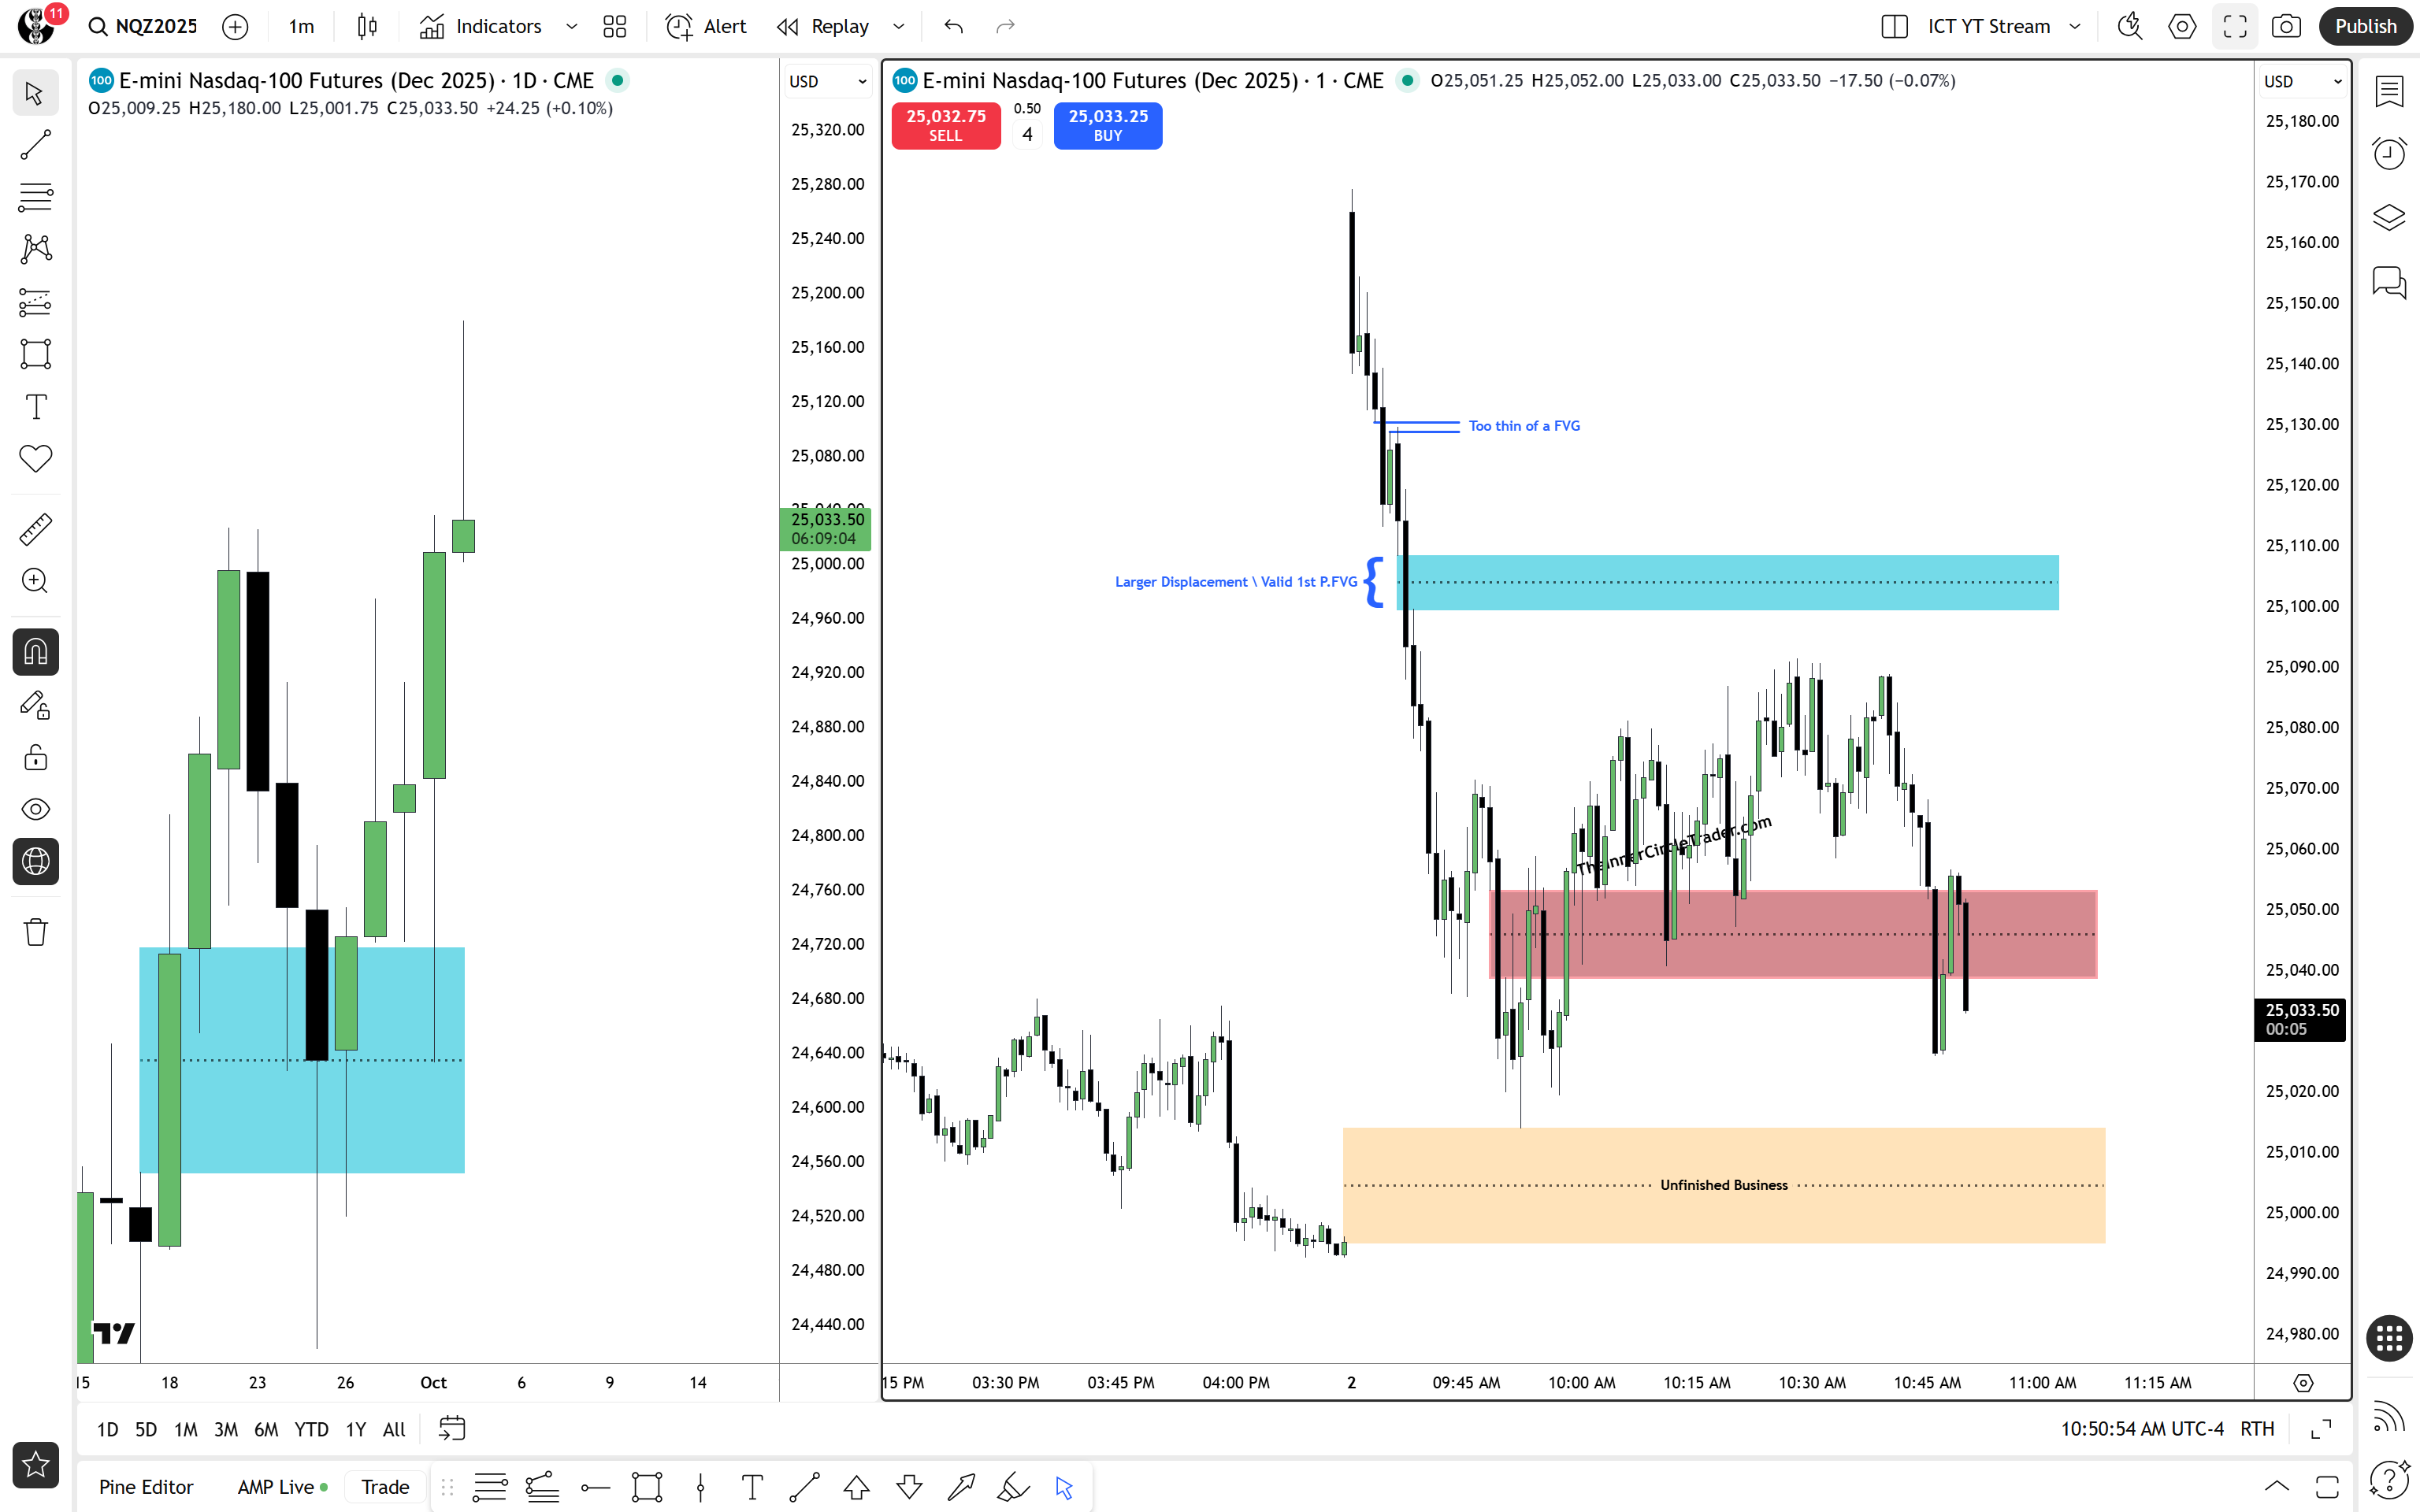 11
NQZ2025
1m
Indicators
Alert
Replay
ICT YT Stream
Publish
100 E-mini Nasdaq-100 Futures (Dec 2025) · 1D · CME
O25,009.25 H25,180.00 L25,001.75 C25,033.50 +24.25 (+0.10%)
USD
25,320.00
25,280.00
25,240.00
25,200.00
25,160.00
25,120.00
25,080.00
25,033.50
06:09:04
25,000.00
24,960.00
24,920.00
24,880.00
24,840.00
24,800.00
24,760.00
24,720.00
24,680.00
24,640.00
24,600.00
24,560.00
24,520.00
24,480.00
24,440.00
15 18 23 26 Oct 6 9 14
100 E-mini Nasdaq-100 Futures (Dec 2025) · 1 · CME O25,051.25 H25,052.00 L25,033.00 C25,033.50 −17.50 (−0.07%)
25,032.75
SELL
0.50
4
25,033.25
BUY
USD
Too thin of a FVG
Larger Displacement \ Valid 1st P.FVG
TheInnerCircleTrader.com
Unfinished Business
25,180.00
25,170.00
25,160.00
25,150.00
25,140.00
25,130.00
25,120.00
25,110.00
25,100.00
25,090.00
25,080.00
25,070.00
25,060.00
25,050.00
25,040.00
25,033.50
00:05
25,020.00
25,010.00
25,000.00
24,990.00
24,980.00
15 PM 03:30 PM 03:45 PM 04:00 PM 2 09:45 AM 10:00 AM 10:15 AM 10:30 AM 10:45 AM 11:00 AM 11:15 AM
1D 5D 1M 3M 6M YTD 1Y All
10:50:54 AM UTC-4 RTH
Pine Editor
AMP Live
Trade